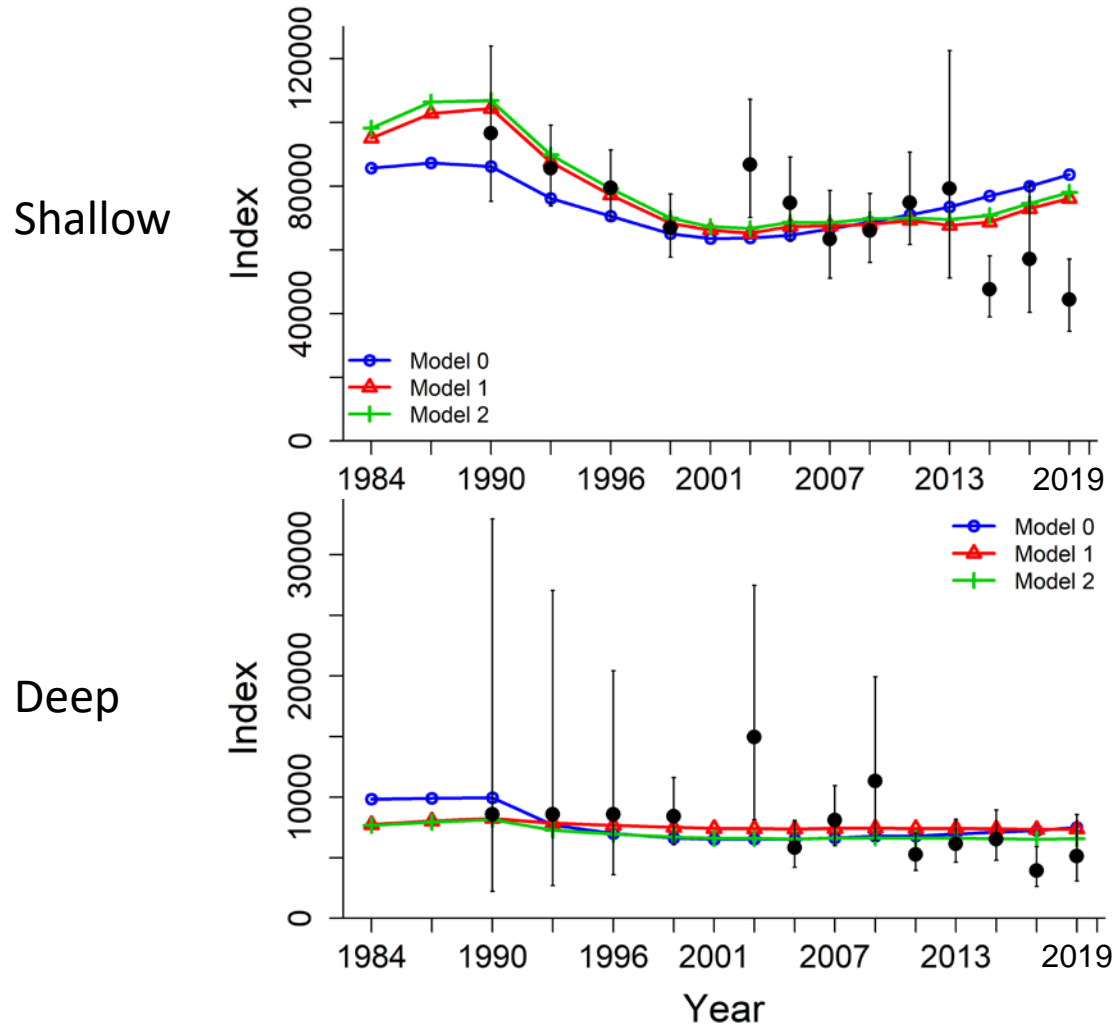 Shallow
Index
120000
80000
40000
0
Model 0
Model 1
Model 2
1984 1990 1996 2001 2007 2013 2019
Deep
Index
30000
20000
10000
0
Model 0
Model 1
Model 2
1984 1990 1996 2001 2007 2013 2019
Year